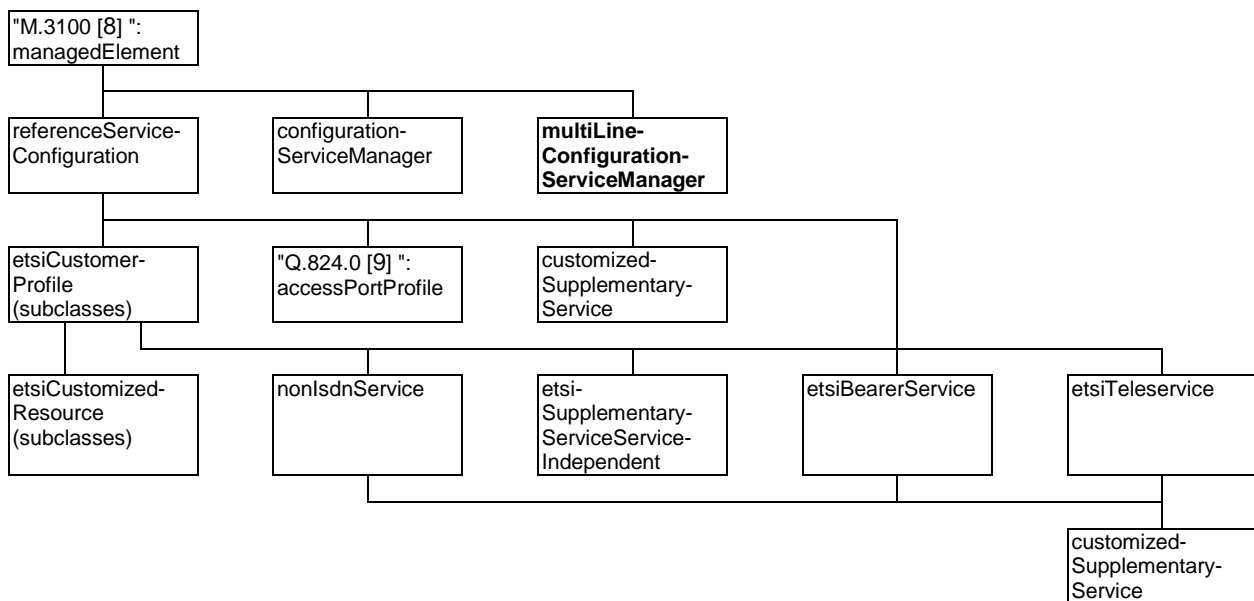 "M.3100 [8] ":
managedElement
referenceService-
Configuration
configuration-
ServiceManager
multiLine-
Configuration-
ServiceManager
etsiCustomer-
Profile
(subclasses)
"Q.824.0 [9] ":
accessPortProfile
customized-
Supplementary-
Service
etsiCustomized-
Resource
(subclasses)
nonIsdnService
etsi-
Supplementary-
ServiceService-
Independent
etsiBearerService
etsiTeleservice
customized-
Supplementary-
Service